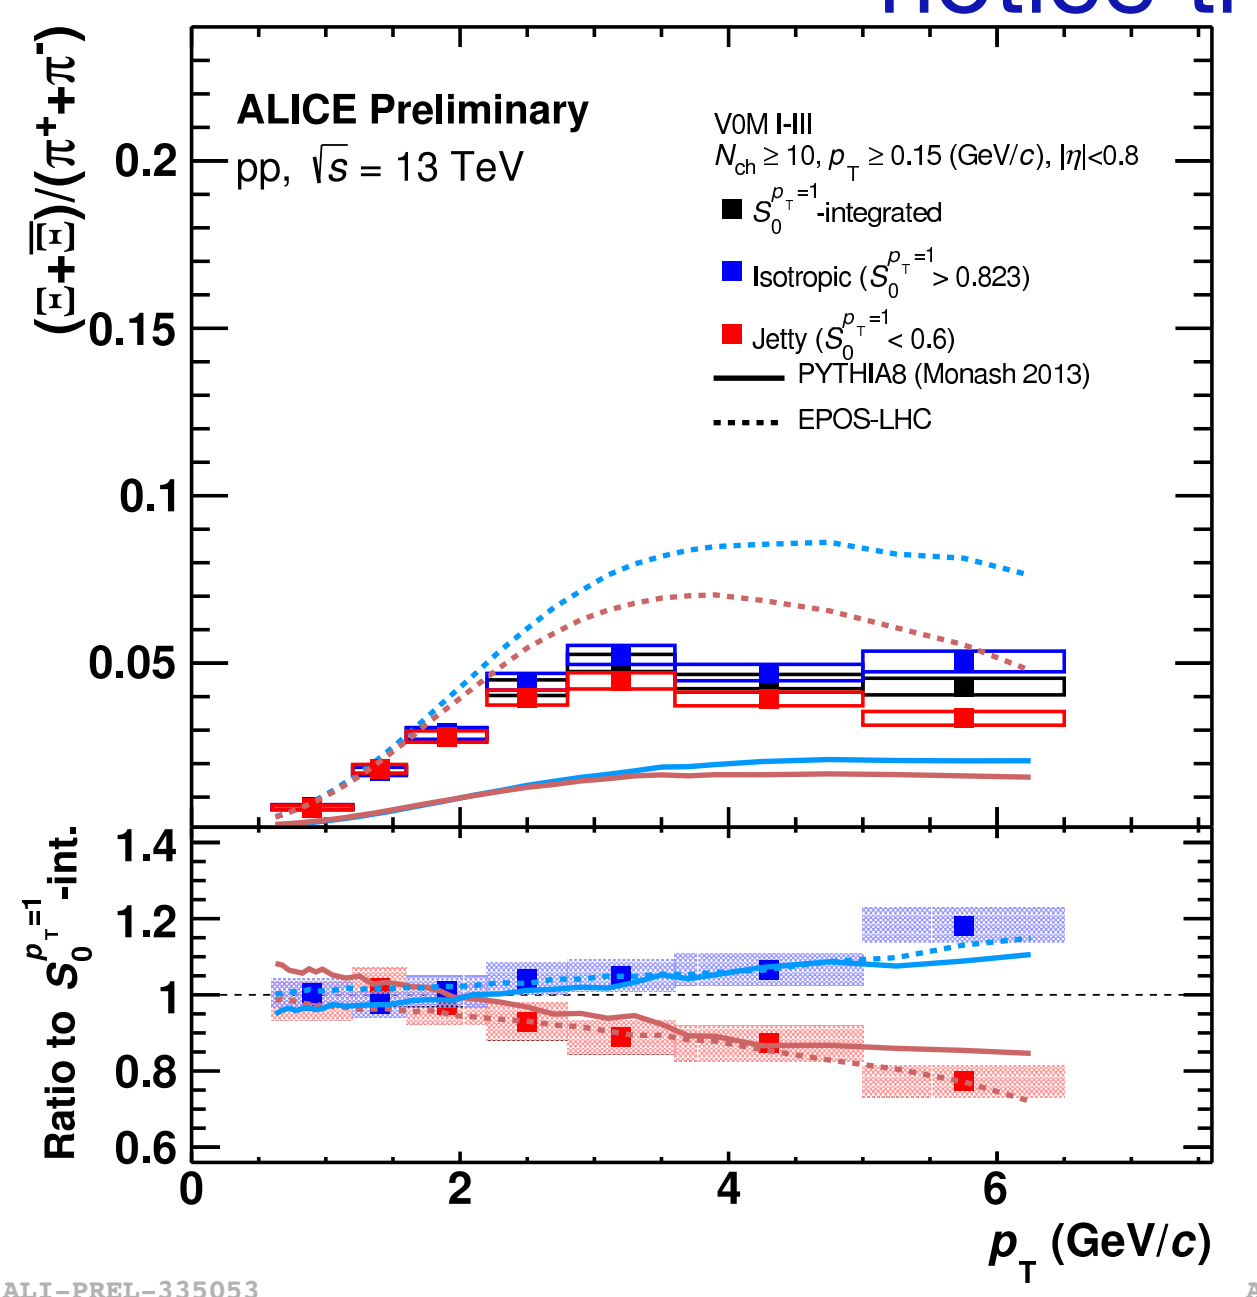 notice tl
ALICE Preliminary
pp, √s = 13 TeV
V0M I-III
N_ch ≥ 10, p_T ≥ 0.15 (GeV/c), |η|<0.8
S_0^{p_T=1}-integrated
Isotropic (S_0^{p_T=1} > 0.823)
Jetty (S_0^{p_T=1} < 0.6)
PYTHIA8 (Monash 2013)
EPOS-LHC
(Ξ+Ξ̅)/(π⁺+π⁻)
0.2
0.15
0.1
0.05
Ratio to S_0^{p_T=1}-int.
1.4
1.2
1
0.8
0.6
0 2 4 6
p_T (GeV/c)
ALI-PREL-335053